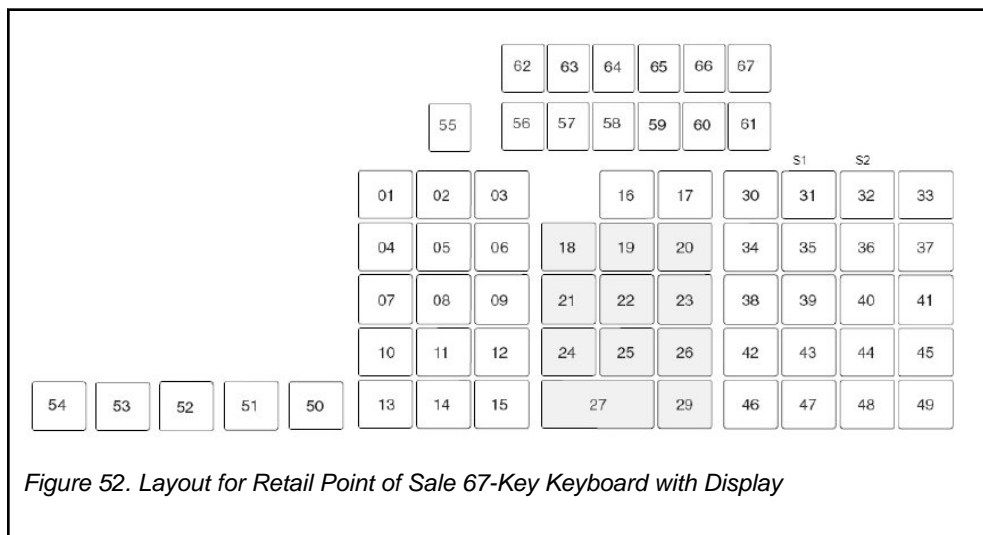 62 63 64 65 66 67
55 56 57 58 59 60 61
S1 S2
01 02 03 16 17 30 31 32 33
04 05 06 18 19 20 34 35 36 37
07 08 09 21 22 23 38 39 40 41
10 11 12 24 25 26 42 43 44 45
54 53 52 51 50 13 14 15 27 29 46 47 48 49
Figure 52. Layout for Retail Point of Sale 67-Key Keyboard with Display